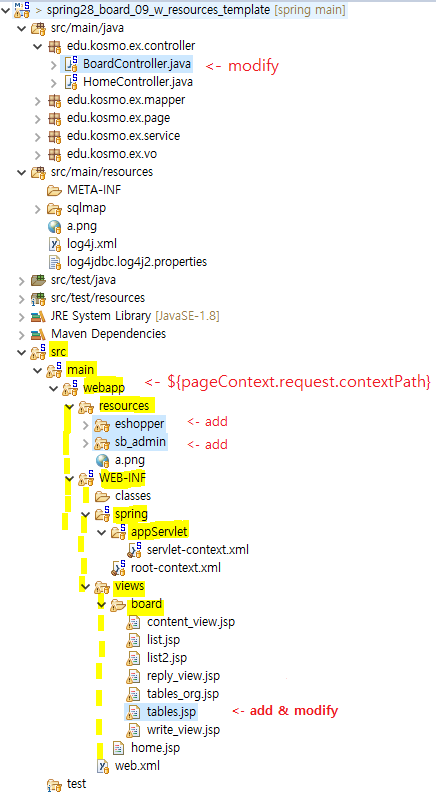 > spring28_board_09_w_resources_template [spring main]
src/main/java
edu.kosmo.ex.controller
BoardController.java <- modify
HomeController.java
edu.kosmo.ex.mapper
edu.kosmo.ex.page
edu.kosmo.ex.service
edu.kosmo.ex.vo
src/main/resources
META-INF
sqlmap
a.png
log4j.xml
log4jdbc.log4j2.properties
src/test/java
src/test/resources
JRE System Library [JavaSE-1.8]
Maven Dependencies
src
main
webapp <- ${pageContext.request.contextPath}
resources
eshopper <- add
sb_admin <- add
a.png
WEB-INF
classes
spring
appServlet
servlet-context.xml
root-context.xml
views
board
content_view.jsp
list.jsp
list2.jsp
reply_view.jsp
tables_org.jsp
tables.jsp <- add & modify
write_view.jsp
home.jsp
web.xml
test